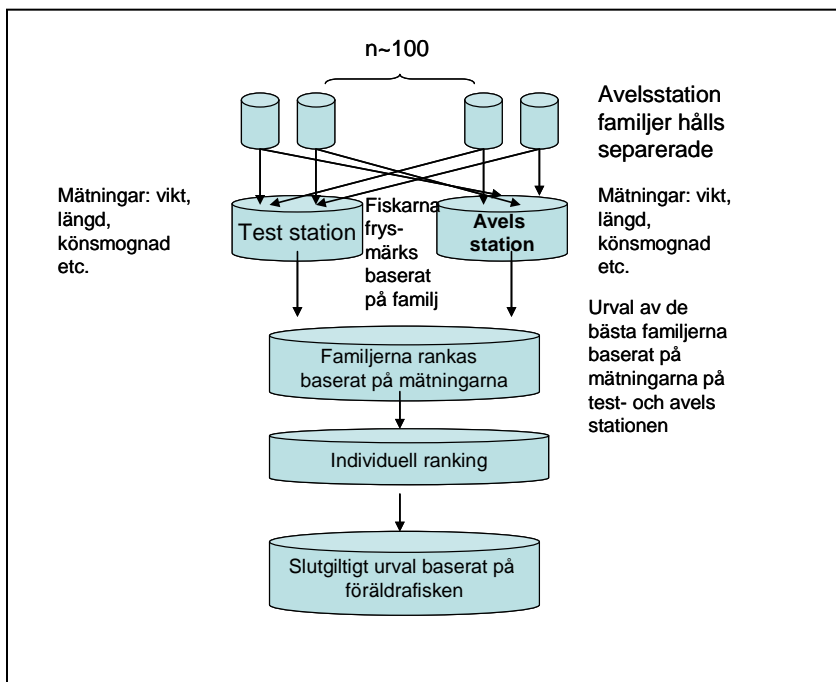 n~100
Avelsstation
familjer hålls
separerade
Mätningar: vikt,
längd,
könsmognad
etc.
Test station
Fiskarna
frys-
märks
baserat
på familj
Avels
station
Mätningar: vikt,
längd,
könsmognad
etc.
Urval av de
bästa familjerna
baserat på
mätningarna på
test- och avels
stationen
Familjerna rankas
baserat på mätningarna
Individuell ranking
Slutgiltigt urval baserat på
föräldrafisken